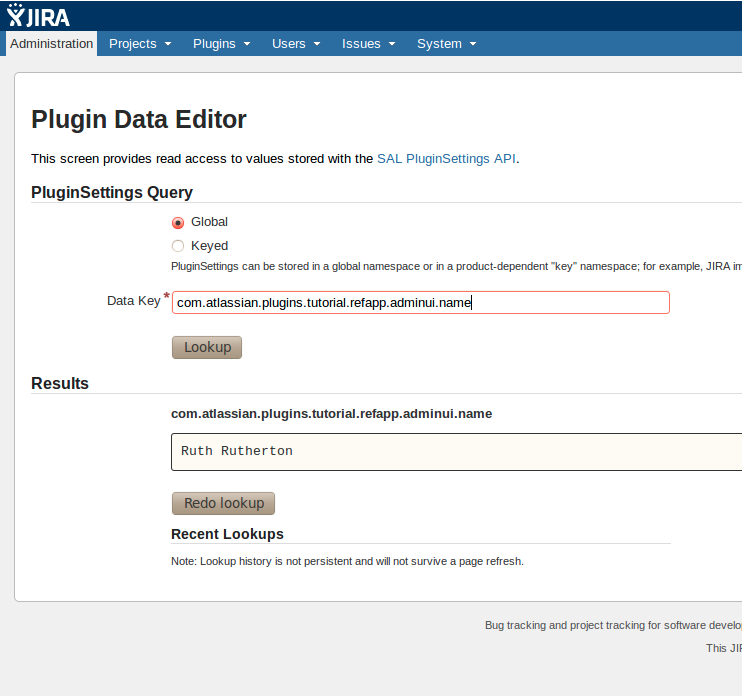 JIRA
Administration Projects Plugins Users Issues System
Plugin Data Editor
This screen provides read access to values stored with the SAL PluginSettings API.
PluginSettings Query
Global
Keyed
PluginSettings can be stored in a global namespace or in a product-dependent "key" namespace; for example, JIRA
Data Key * com.atlassian.plugins.tutorial.refapp.adminui.name
Lookup
Results
com.atlassian.plugins.tutorial.refapp.adminui.name
Ruth Rutherton
Redo lookup
Recent Lookups
Note: Lookup history is not persistent and will not survive a page refresh.
Bug tracking and project tracking for software
This